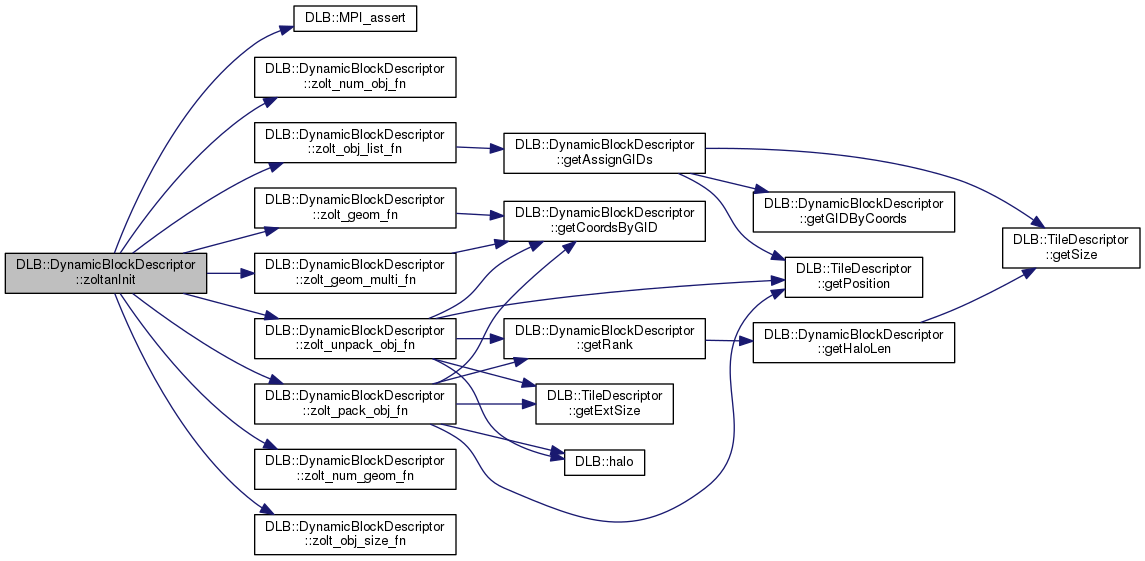 DLB::MPI_assert
DLB::DynamicBlockDescriptor
::zolt_num_obj_fn
DLB::DynamicBlockDescriptor
::zolt_obj_list_fn
DLB::DynamicBlockDescriptor
::getAssignGIDs
DLB::DynamicBlockDescriptor
::zolt_geom_fn
DLB::DynamicBlockDescriptor
::getCoordsByGID
DLB::DynamicBlockDescriptor
::getGIDByCoords
DLB::TileDescriptor
::getSize
DLB::DynamicBlockDescriptor
::zoltanInit
DLB::DynamicBlockDescriptor
::zolt_geom_multi_fn
DLB::TileDescriptor
::getPosition
DLB::DynamicBlockDescriptor
::zolt_unpack_obj_fn
DLB::DynamicBlockDescriptor
::getRank
DLB::DynamicBlockDescriptor
::getHaloLen
DLB::DynamicBlockDescriptor
::zolt_pack_obj_fn
DLB::TileDescriptor
::getExtSize
DLB::halo
DLB::DynamicBlockDescriptor
::zolt_num_geom_fn
DLB::DynamicBlockDescriptor
::zolt_obj_size_fn